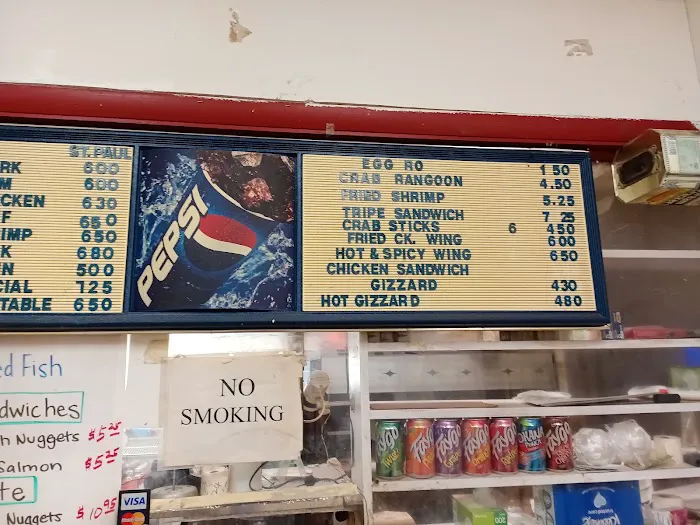 ST. PAUL
RK 600
M 600
CKEN 630
F 650
IMP 650
K 680
N 500
CIAL 725
TABLE 650
PEPSI
EGG RO 1 50
CRAB RANGOON 4.50
FRIED SHRIMP 5.25
TRIPE SANDWICH 7 25
CRAB STICKS 6 450
FRIED CK. WING 600
HOT & SPICY WING 650
CHICKEN SANDWICH
GIZZARD 430
HOT GIZZARD 480
ed Fish
dwiches
h Nuggets $5.25
Salmon $5.25
te
Nuggets $10.95
NO
SMOKING
VISA
MasterCard
Faygo
Faygo
Faygo
Faygo
Faygo
Faygo